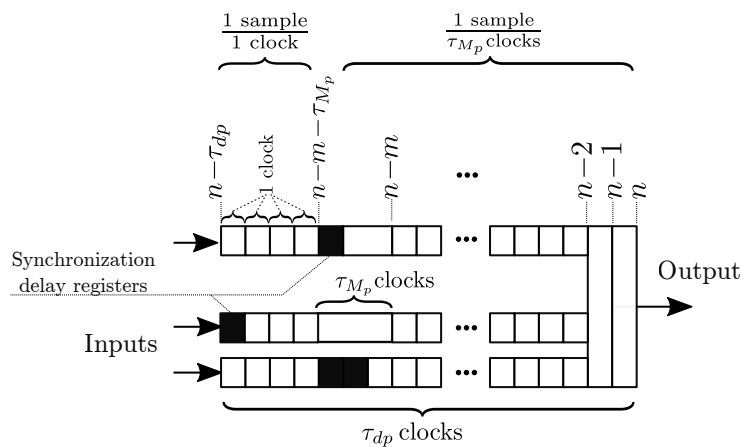 1 sample
1 clock
1 sample
τ_{M_p} clocks
n−τ_{dp}
1 clock
n−m−τ_{M_p}
n−m
•••
n−2
n−1
n
•••
Synchronization
delay registers
τ_{M_p} clocks
Output
Inputs
•••
•••
τ_{dp} clocks